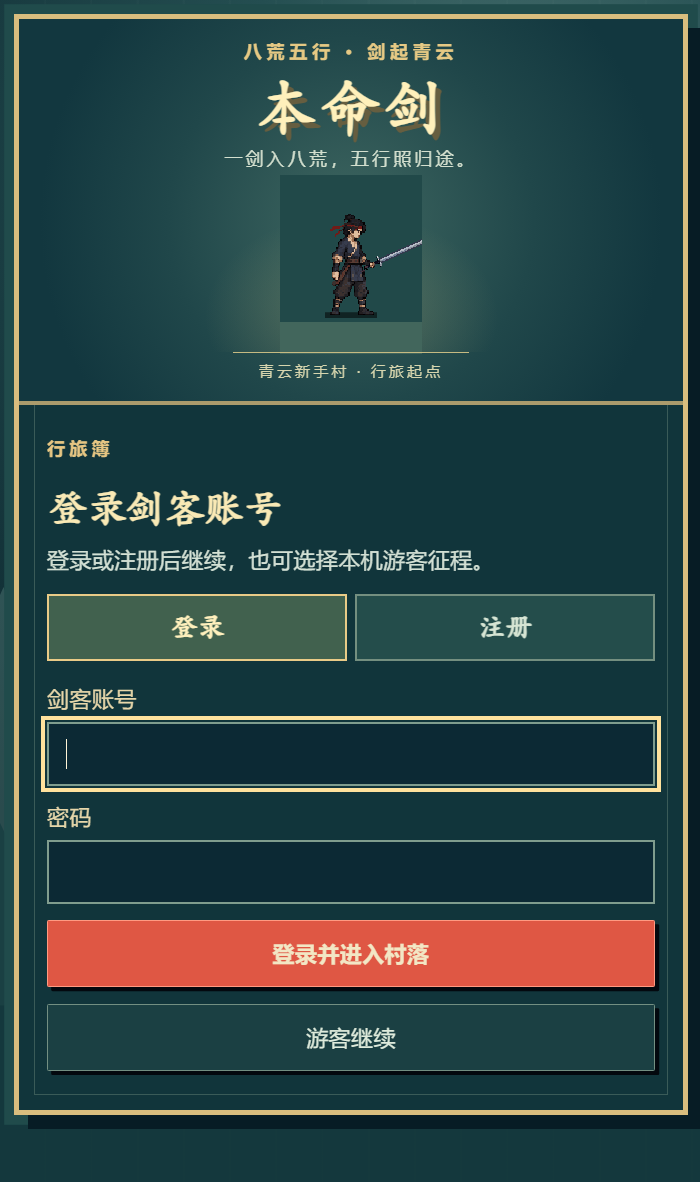 八荒五行 · 剑起青云
本命剑
一剑入八荒，五行照归途。
青云新手村 · 行旅起点
行旅簿
登录剑客账号
登录或注册后继续，也可选择本机游客征程。
登录
注册
剑客账号
密码
登录并进入村落
游客继续